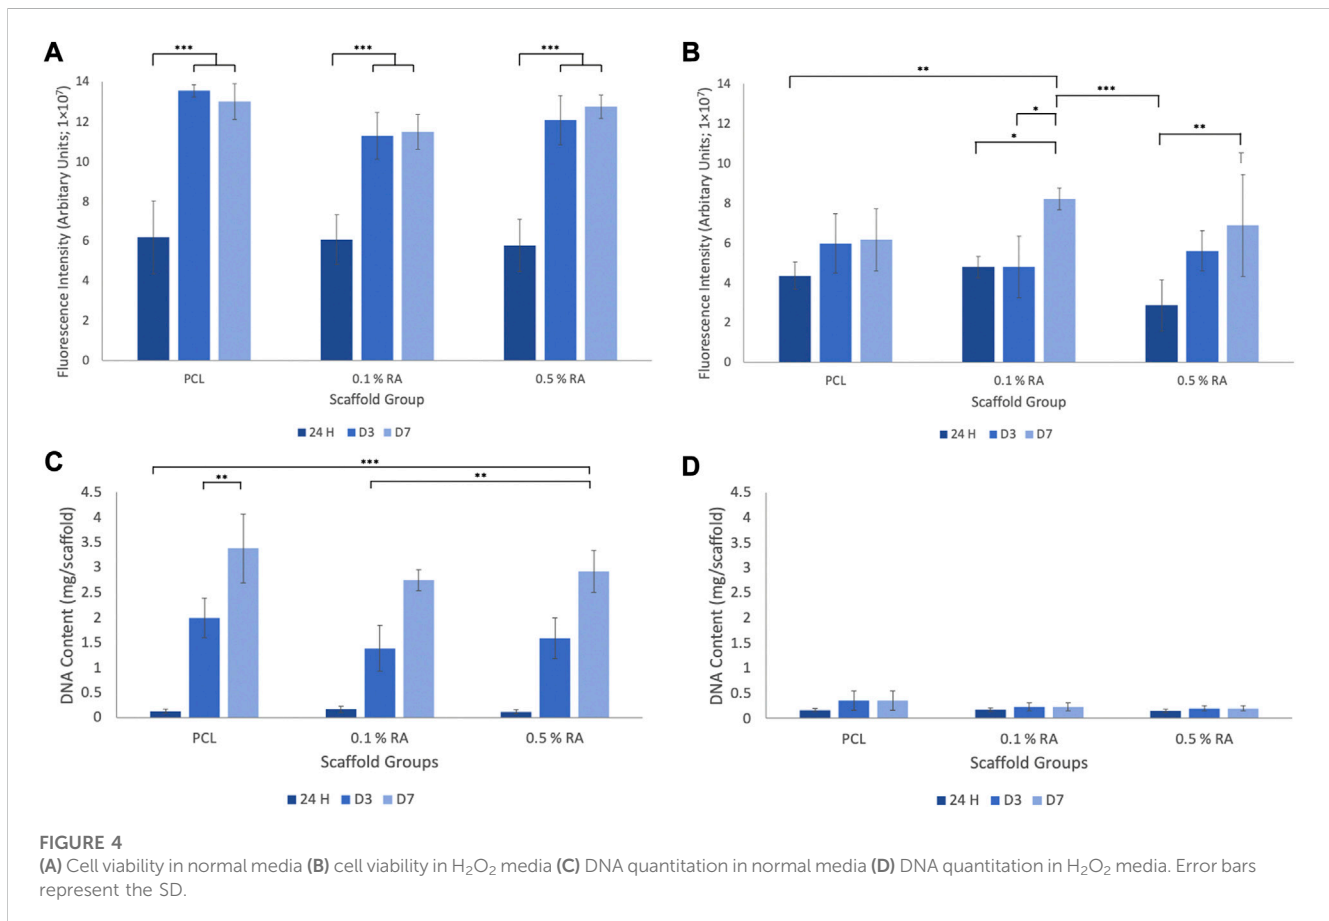 A
Fluorescence Intensity (Arbitary Units; 1×10⁷)
***
***
***
14
12
10
8
6
4
2
0
PCL
0.1 % RA
0.5 % RA
Scaffold Group
24 H
D3
D7
B
Fluorescence Intensity (Arbitary Units; 1×10⁷)
**
***
*
*
**
14
12
10
8
6
4
2
0
PCL
0.1 % RA
0.5 % RA
Scaffold Group
24 H
D3
D7
C
DNA Content (mg/scaffold)
***
**
**
4.5
4
3.5
3
2.5
2
1.5
1
0.5
0
PCL
0.1 % RA
0.5 % RA
Scaffold Groups
24 H
D3
D7
D
DNA Content (mg/scaffold)
4.5
4
3.5
3
2.5
2
1.5
1
0.5
0
PCL
0.1 % RA
0.5 % RA
Scaffold Groups
24 H
D3
D7
FIGURE 4
(A) Cell viability in normal media (B) cell viability in H₂O₂ media (C) DNA quantitation in normal media (D) DNA quantitation in H₂O₂ media. Error bars
represent the SD.